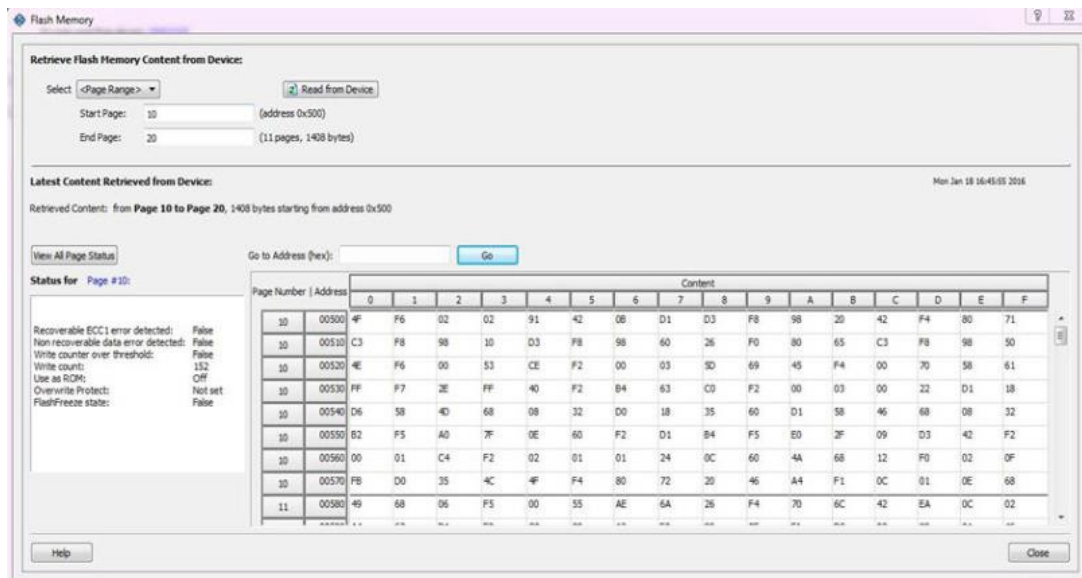 Flash Memory
Retrieve Flash Memory Content from Device:
Select <Page Range> Read from Device
Start Page: 10 (address 0x500)
End Page: 20 (11 pages, 1408 bytes)
Latest Content Retrieved from Device: Mon Jan 18 16:45:55 2016
Retrieved Content: from Page 10 to Page 20, 1408 bytes starting from address 0x500
View All Page Status Go to Address (hex): Go
Status for Page #10:
Recoverable ECC1 error detected: False
Non recoverable data error detected: False
Write counter over threshold: False
Write count: 152
Use as ROM: Off
Overwrite Protect: Not set
FlashFreeze state: False
Page Number | Address Content
0 1 2 3 4 5 6 7 8 9 A B C D E F
10 00500 4F F6 02 02 91 42 0B D1 D3 F8 98 20 42 F4 80 71
10 00510 C3 F8 98 10 D3 F8 98 60 26 F0 80 65 C3 F8 98 50
10 00520 4E F6 00 53 CE F2 00 03 69 5D 45 F4 00 70 58 61
10 00530 FF F7 2E FF 40 F2 B4 63 C0 F2 00 03 00 22 D1 18
10 00540 D6 58 4D 68 08 32 D0 18 35 60 D1 58 46 68 08 32
10 00550 B2 F5 A0 7F 0E 60 F2 D1 B4 F5 E0 2F 09 D3 42 F2
10 00560 00 01 C4 F2 02 01 01 24 0C 60 4A 68 12 F0 02 0F
10 00570 FB D0 35 4C 4F F4 80 72 20 46 A4 F1 0C 01 0E 68
11 00580 49 68 06 F5 00 55 AE 6A 26 F4 70 6C 42 EA 0C 02
Help Close